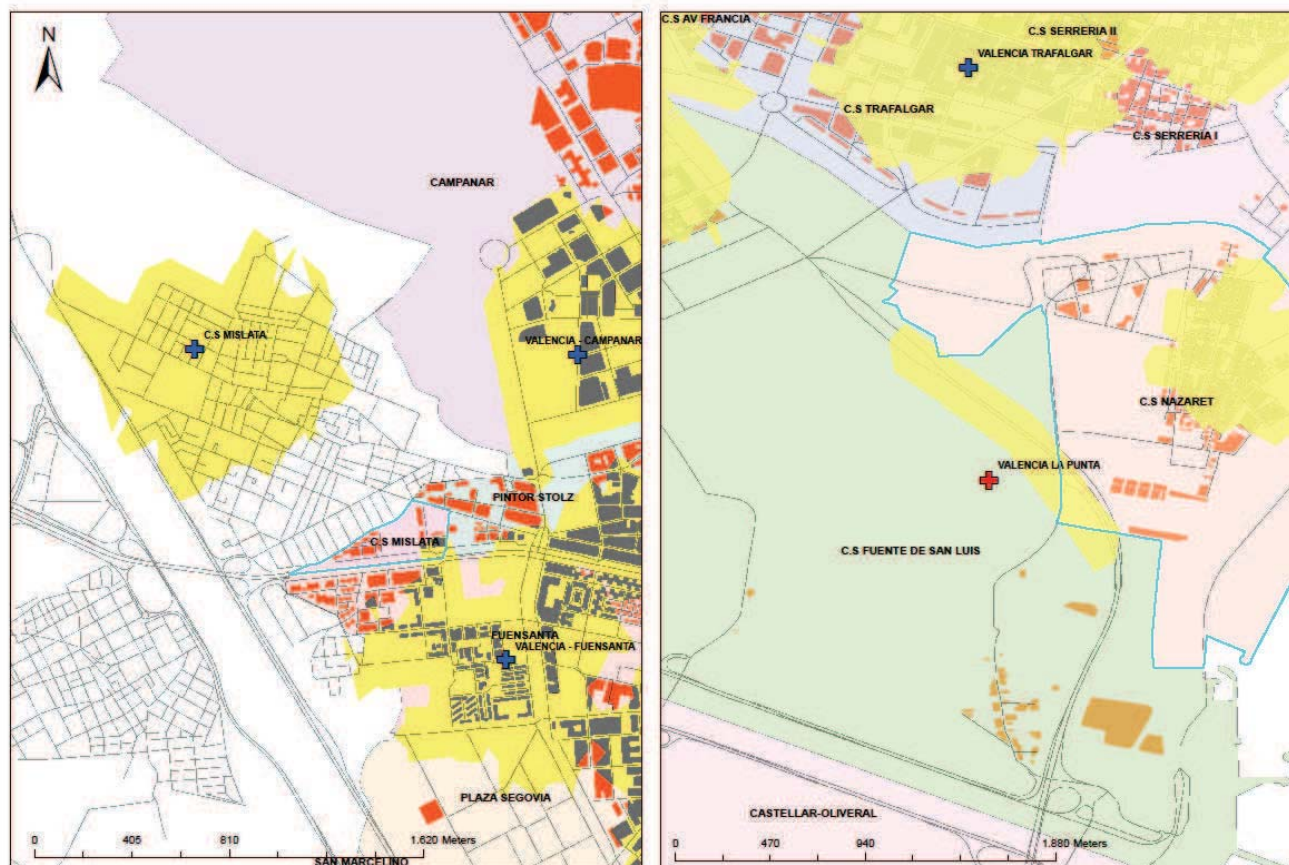 N
CAMPANAR
C.S MISLATA
VALENCIA - CAMPANAR
PINTOR STOLZ
C.S MISLATA
FUENSANTA
VALENCIA - FUENSANTA
PLAZA SEGOVIA
0 405 810 1.620 Meters
SAN MARCELINO
C.S AV FRANCIA
C.S SERRERIA II
VALENCIA TRAFALGAR
C.S TRAFALGAR
C.S SERRERIA I
C.S NAZARET
VALENCIA LA PUNTA
C.S FUENTE DE SAN LUIS
CASTELLAR-OLIVERAL
0 470 940 1.880 Meters